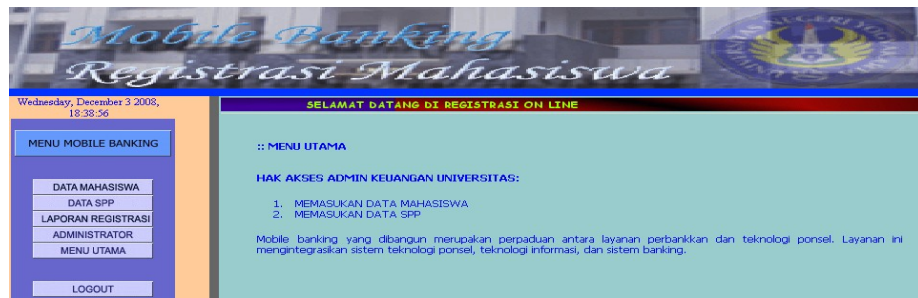 Mobile Banking
Registrasi Mahasiswa
Wednesday, December 3 2008,
18:38:56
MENU MOBILE BANKING
DATA MAHASISWA
DATA SPP
LAPORAN REGISTRASI
ADMINISTRATOR
MENU UTAMA
LOGOUT
SELAMAT DATANG DI REGISTRASI ON LINE
:: MENU UTAMA
HAK AKSES ADMIN KEUANGAN UNIVERSITAS:
1. MEMASUKAN DATA MAHASISWA
2. MEMASUKAN DATA SPP
Mobile banking yang dibangun merupakan perpaduan antara layanan perbankkan dan teknologi ponsel. Layanan ini
mengintegrasikan sistem teknologi ponsel, teknologi informasi, dan sistem banking.